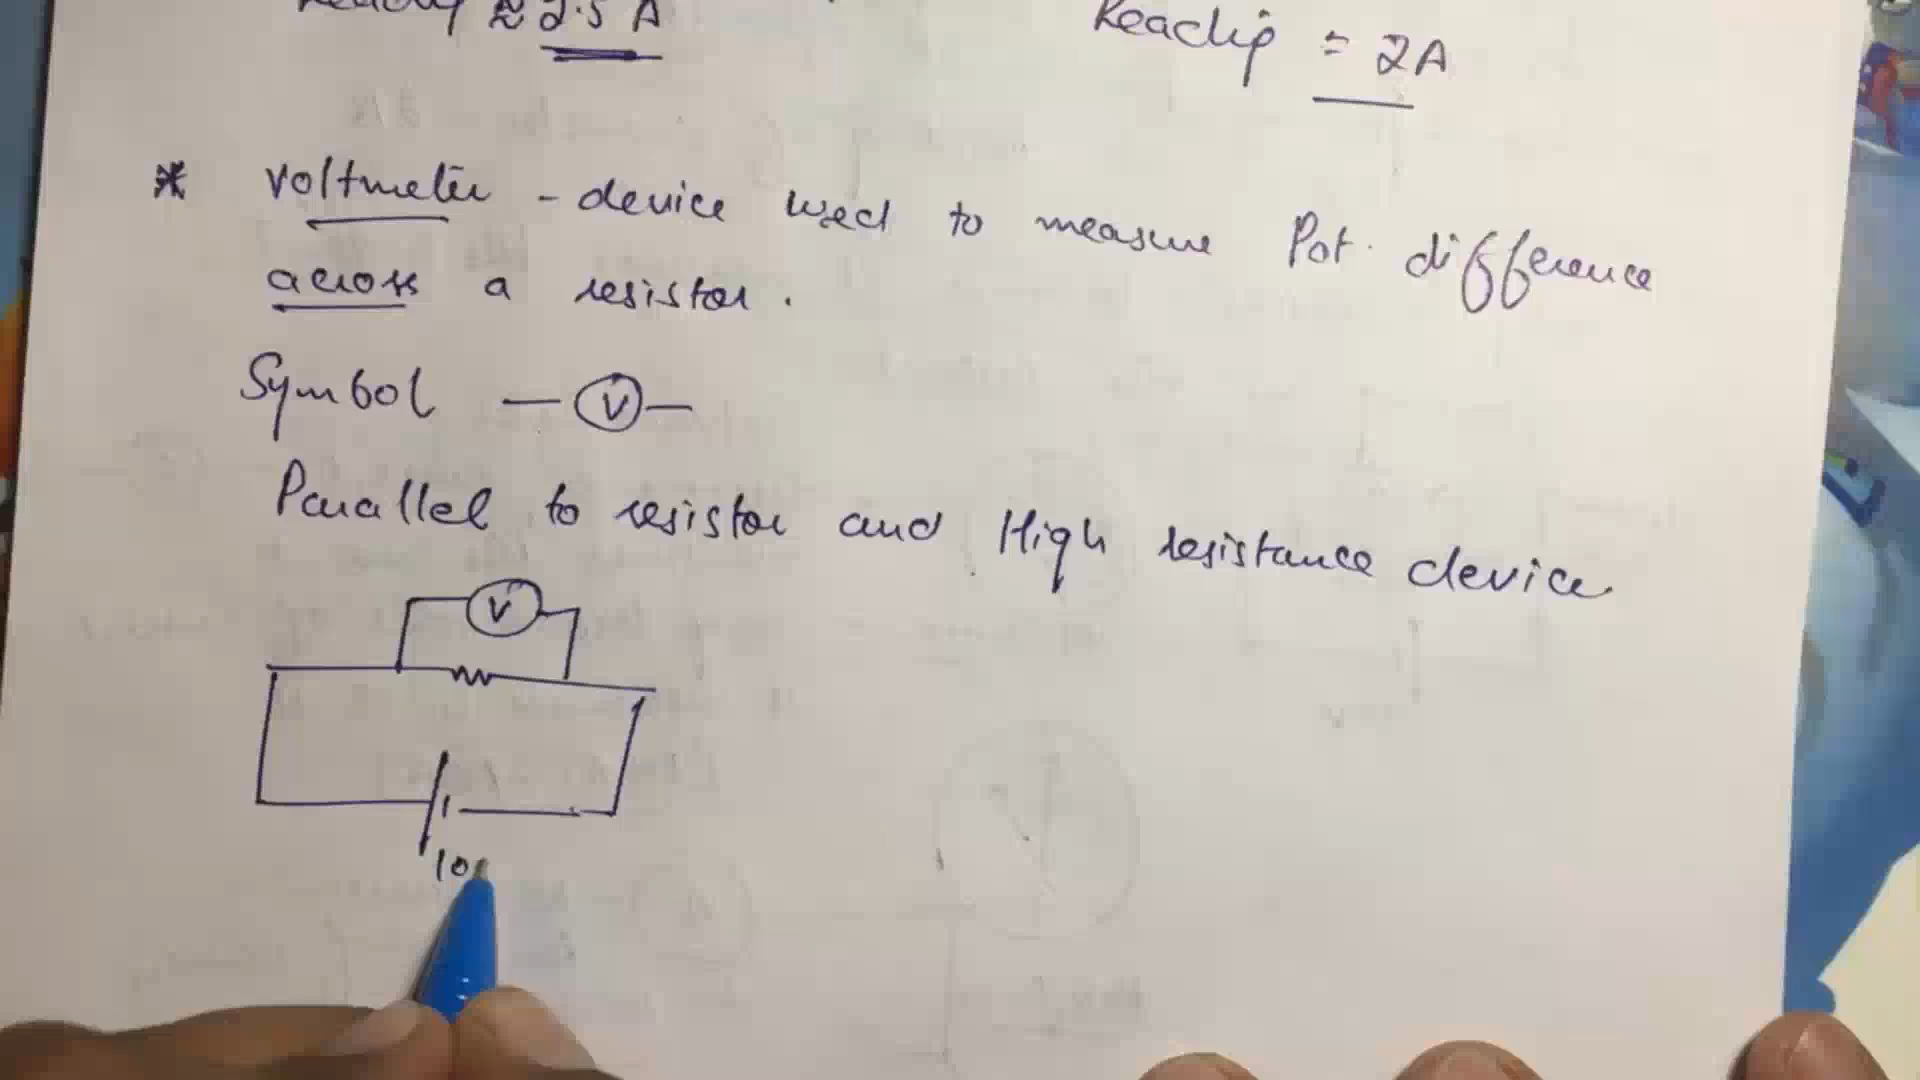 Reading ≈ 2.5 A
Reading = 2A
* Voltmeter - device used to measure Pot. difference
across a resistor.
Symbol — V —
Parallel to resistor and High resistance device
V
10